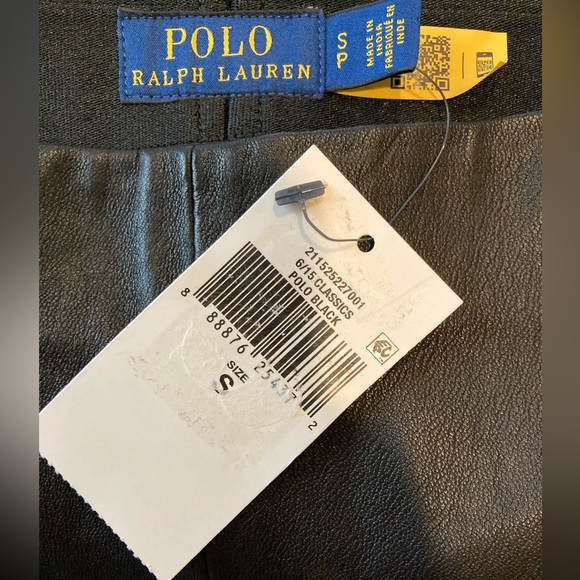 POLO
RALPH LAUREN
S
P
MADE IN
INDIA
FABRIQUÉ EN
INDE
211525227001
6/15 CLASSICS
POLO BLACK
8 88876 25437 2
SIZE
S